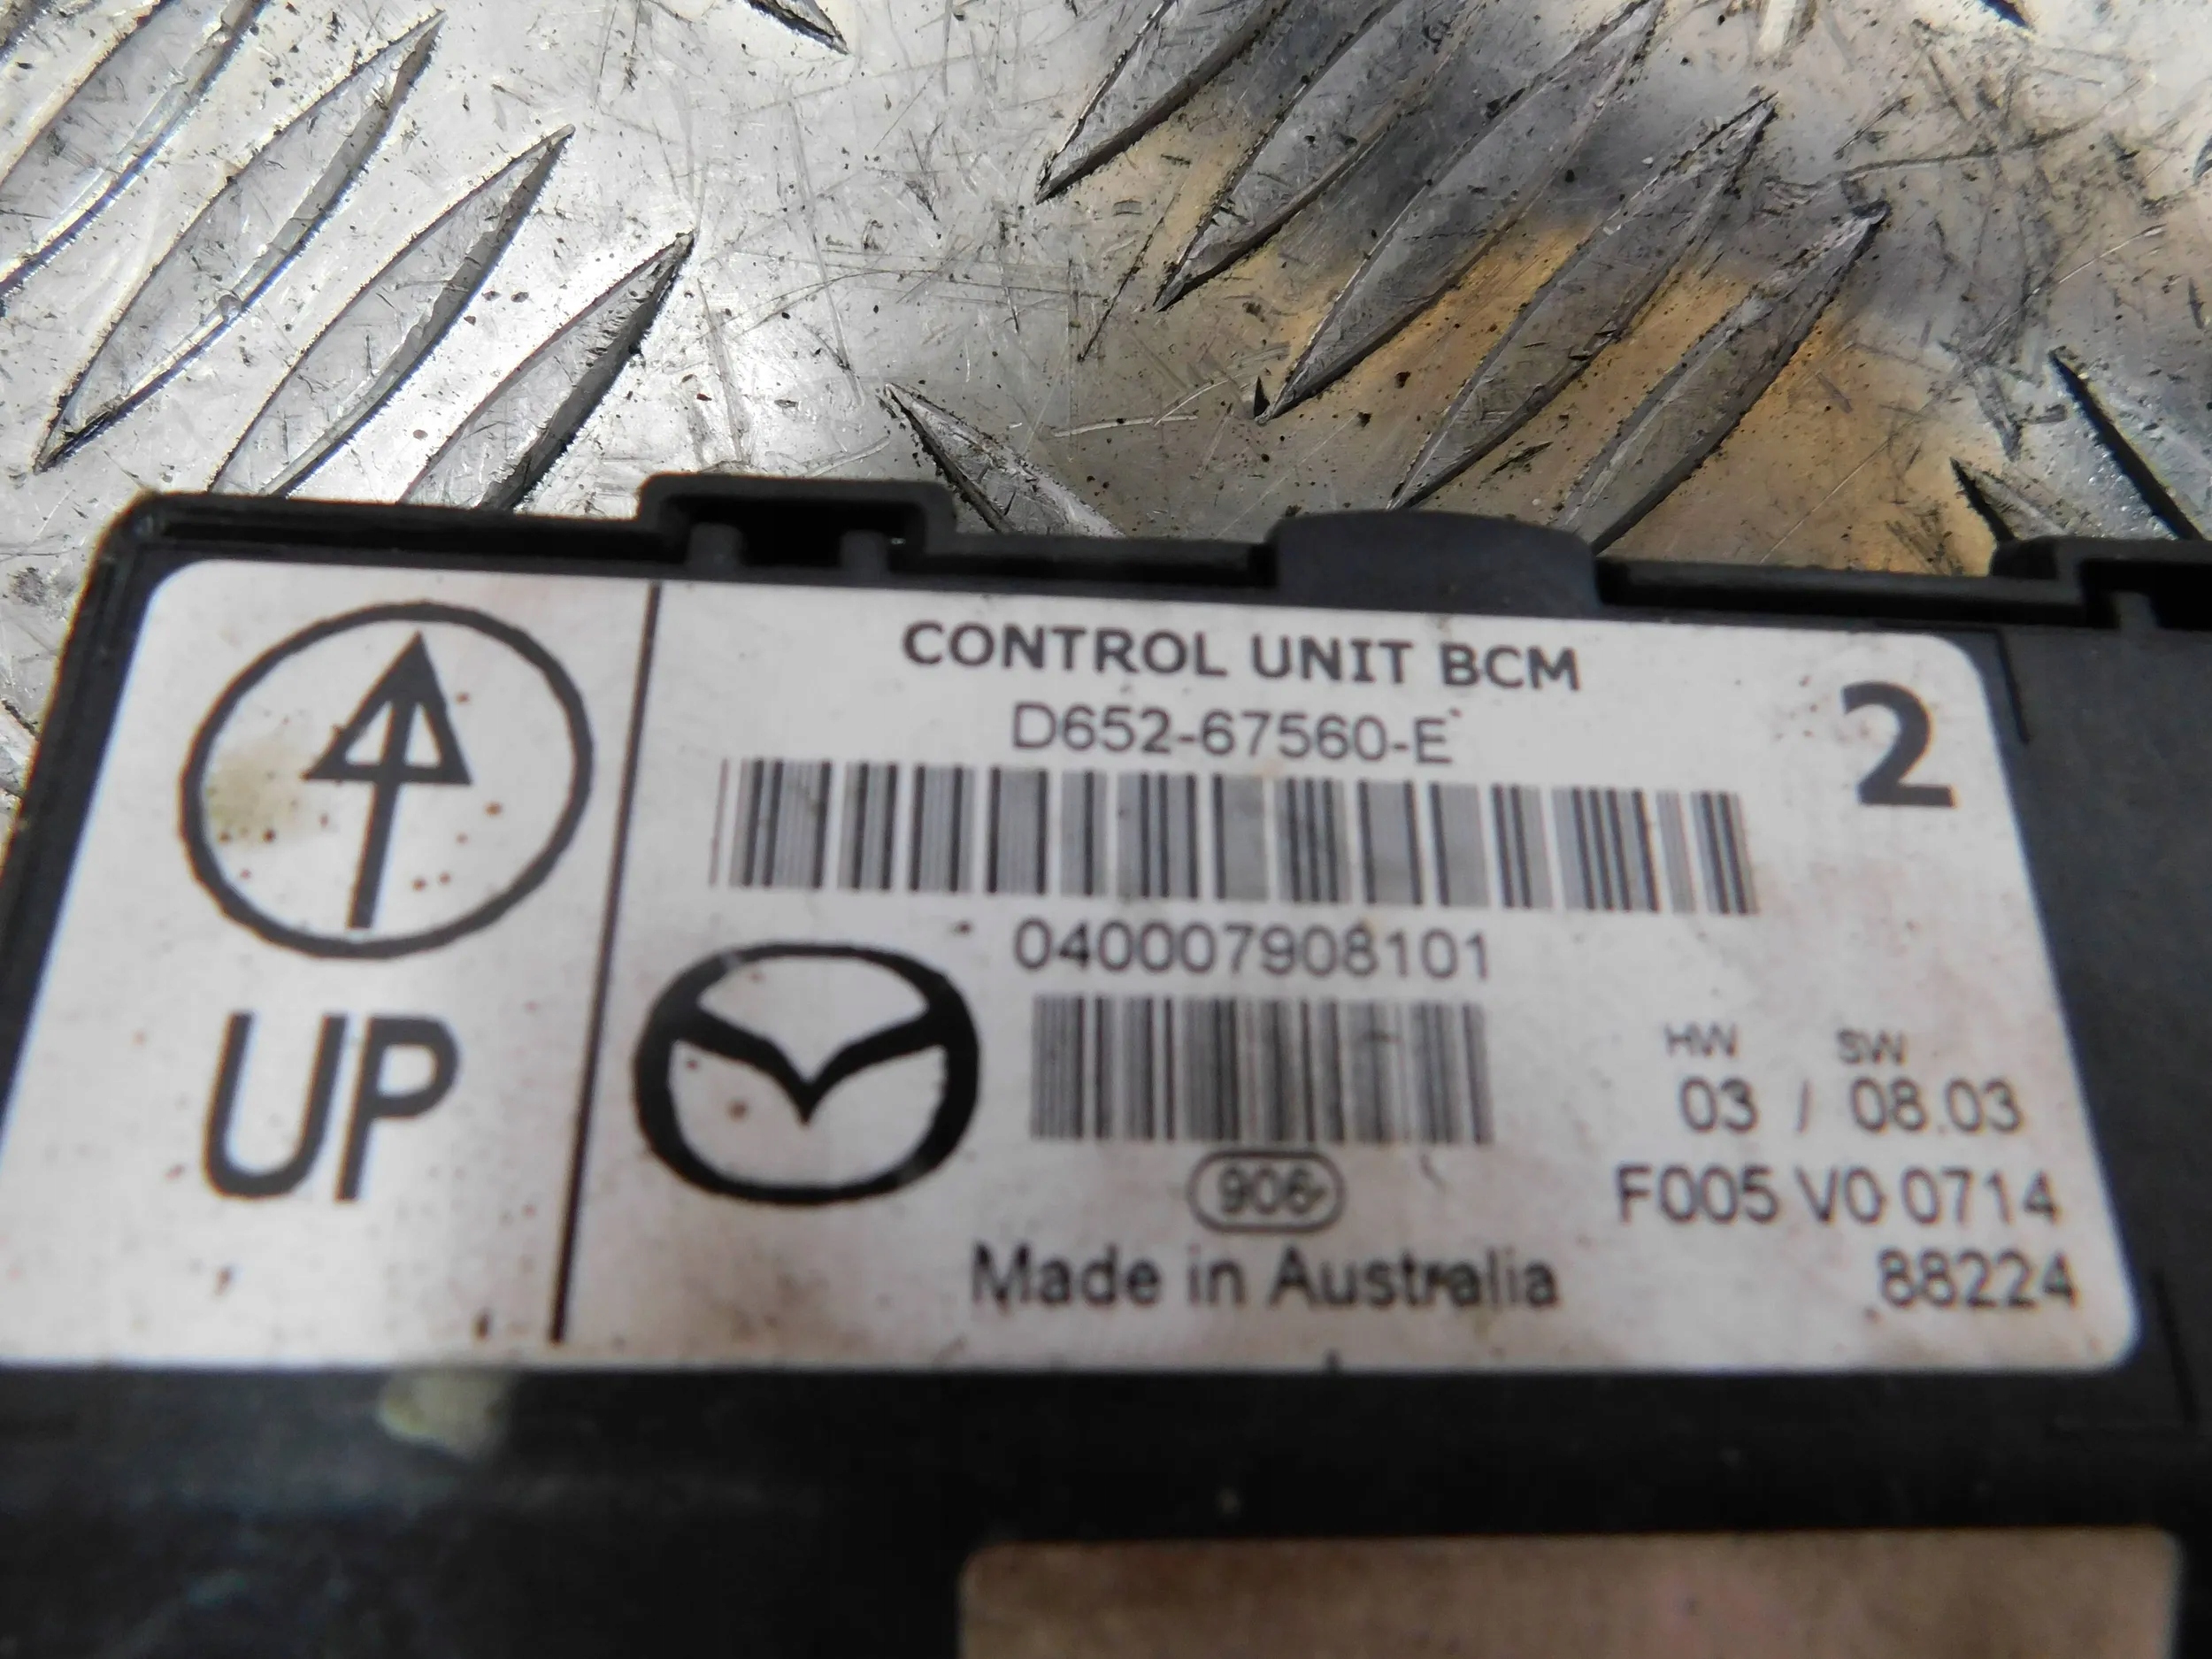 CONTROL UNIT BCM
D652-67560-E
2
040007908101
UP
HW SW
03 / 08.03
906
F005 V0 0714
Made in Australia
88224